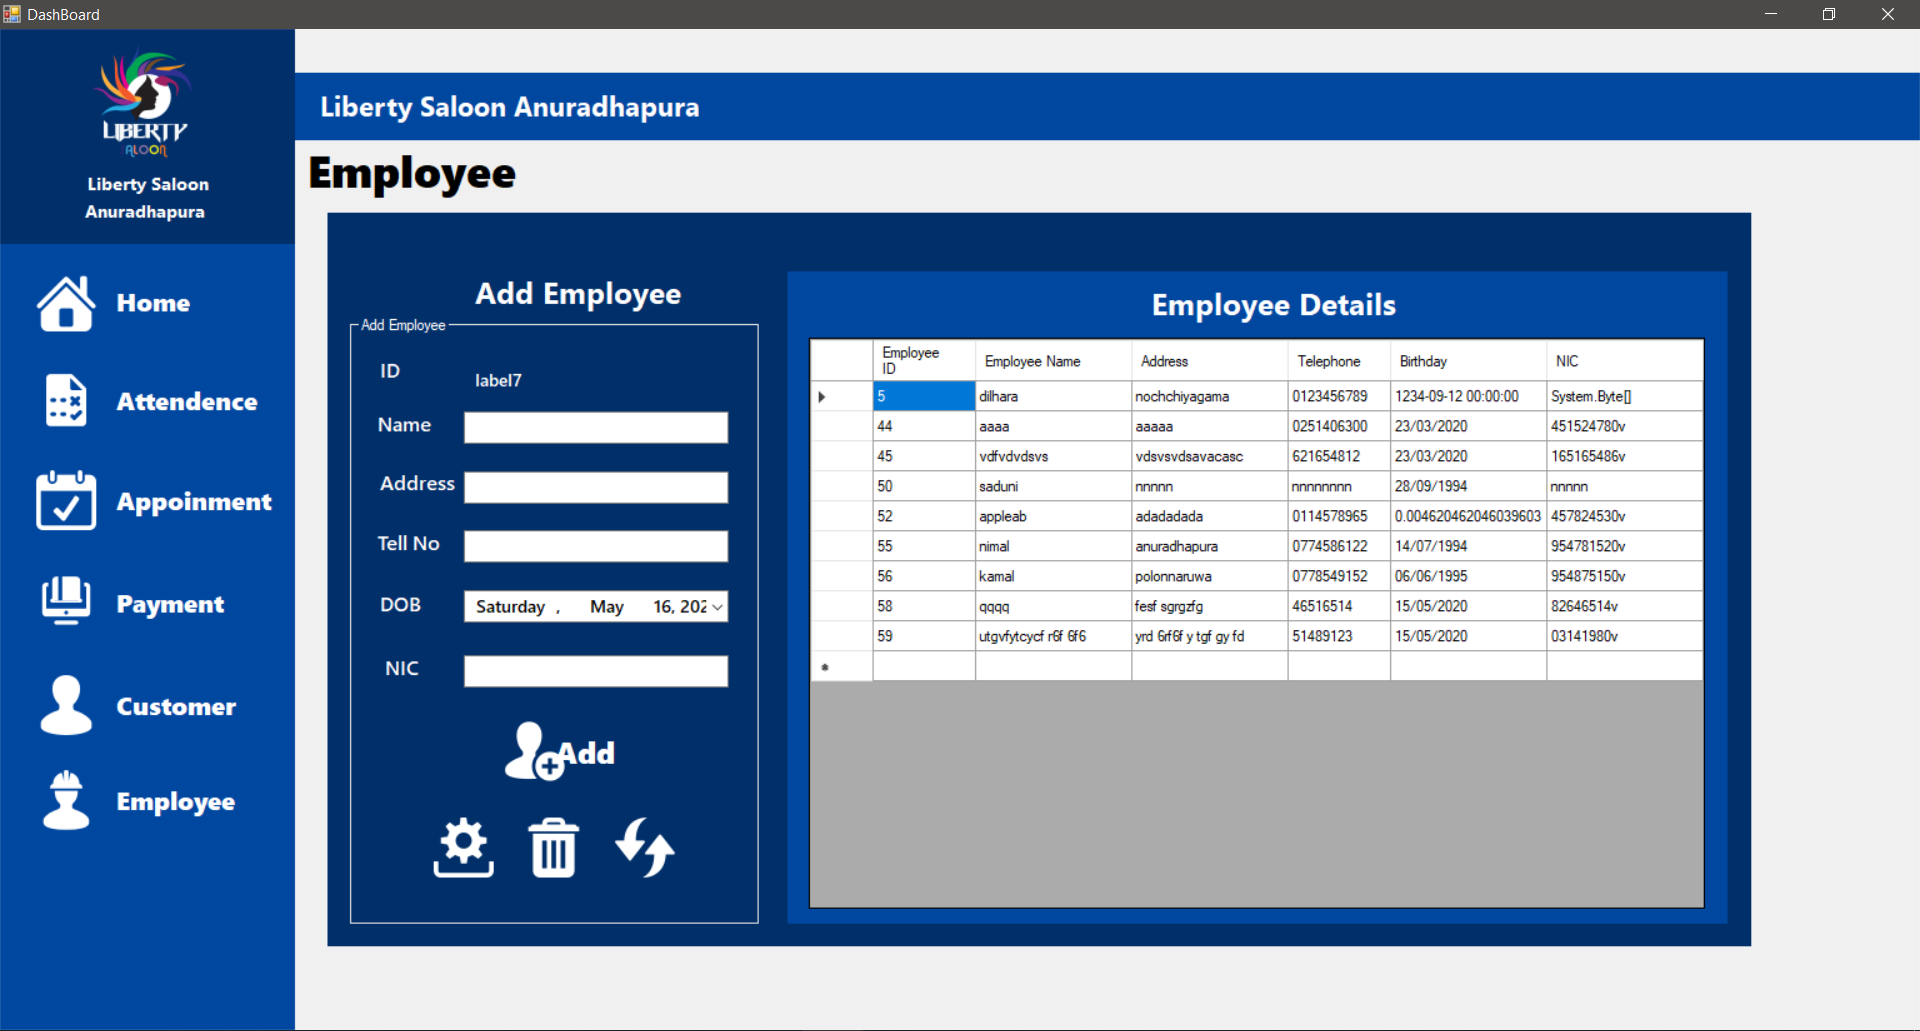 DashBoard
LIBERTY
ALOON
Liberty Saloon
Anuradhapura
Home
Attendence
Appoinment
Payment
Customer
Employee
Liberty Saloon Anuradhapura
Employee
Add Employee
Add Employee
ID
label7
Name
Address
Tell No
DOB
Saturday , May 16, 202
NIC
Add
Employee Details
Employee ID Employee Name Address Telephone Birthday NIC
5 dilhara nochchiyagama 0123456789 1234-09-12 00:00:00 System.Byte[]
44 aaaa aaaaa 0251406300 23/03/2020 451524780v
45 vdfvdvdsvs vdsvsvdsavacasc 621654812 23/03/2020 165165486v
50 saduni nnnnn nnnnnnnn 28/09/1994 nnnnn
52 appleab adadadada 0114578965 0.004620462046039603 457824530v
55 nimal anuradhapura 0774586122 14/07/1994 954781520v
56 kamal polonnaruwa 0778549152 06/06/1995 954875150v
58 qqqq fesf sgrgzfg 46516514 15/05/2020 82646514v
59 utgvfytcycf r6f 6f6 yrd 6rf6f y tgf gy fd 51489123 15/05/2020 03141980v